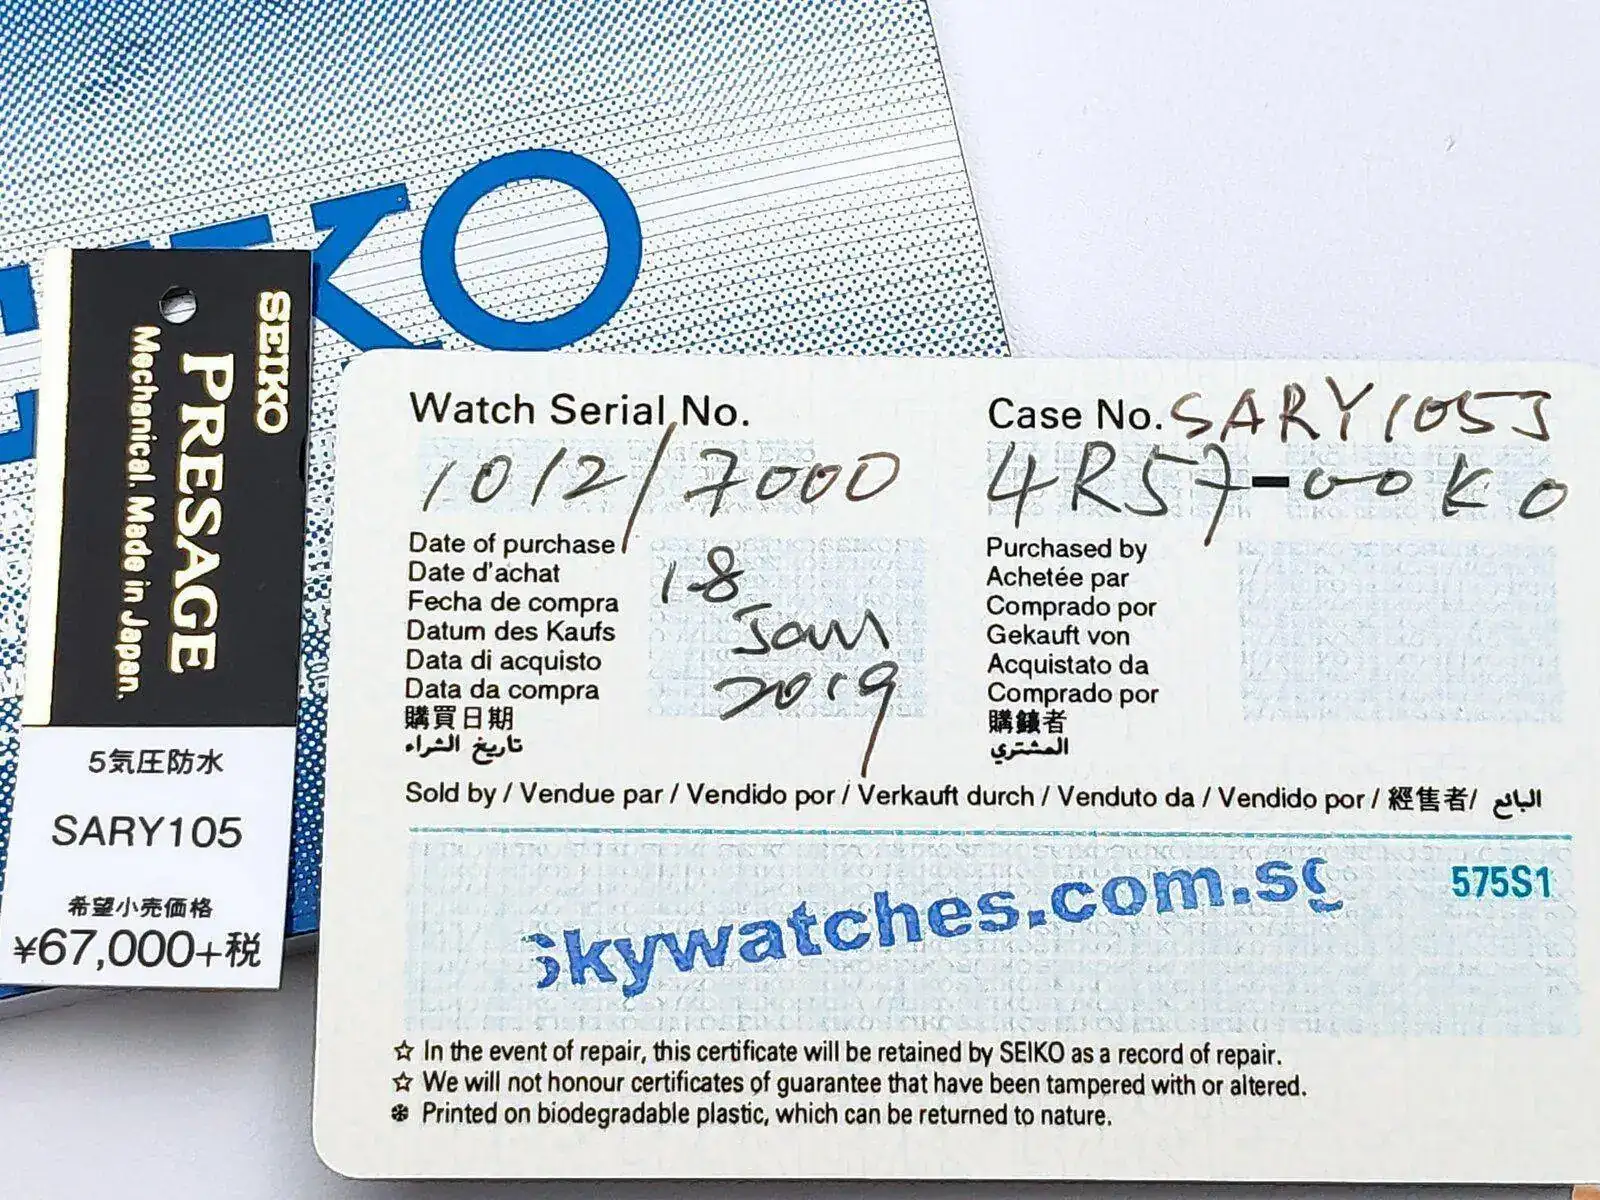 SEIKO
SEIKO
PRESAGE
Mechanical. Made in Japan.
5気圧防水
SARY105
希望小売価格
¥67,000+税
Watch Serial No.
1012/7000
Case No. SARY105J
4R57-00K0
Date of purchase
Date d'achat
Fecha de compra
Datum des Kaufs
Data di acquisto
Data da compra
購買日期
تاريخ الشراء
18
Jan
2019
Purchased by
Achetée par
Comprado por
Gekauft von
Acquistato da
Comprado por
購 者
المشتري
Sold by / Vendue par / Vendido por / Verkauft durch / Venduto da / Vendido por / 經售者/ البائع
skywatches.com.sg
575S1
☆ In the event of repair, this certificate will be retained by SEIKO as a record of repair.
☆ We will not honour certificates of guarantee that have been tampered with or altered.
❄ Printed on biodegradable plastic, which can be returned to nature.